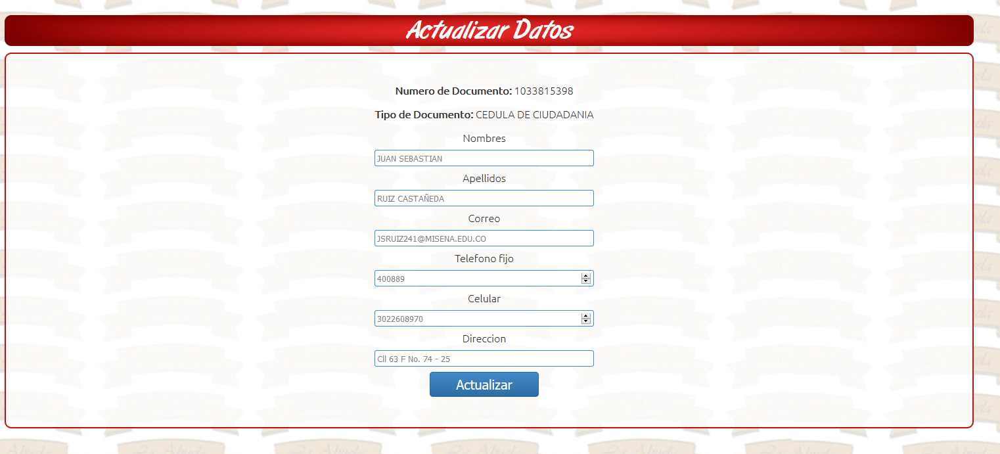 Actualizar Datos
Numero de Documento: 1033815398
Tipo de Documento: CEDULA DE CIUDADANIA
Nombres
JUAN SEBASTIAN
Apellidos
RUIZ CASTAÑEDA
Correo
JSRUIZ241@MISENA.EDU.CO
Telefono fijo
400889
Celular
3022608970
Direccion
Cll 63 F No. 74 - 25
Actualizar